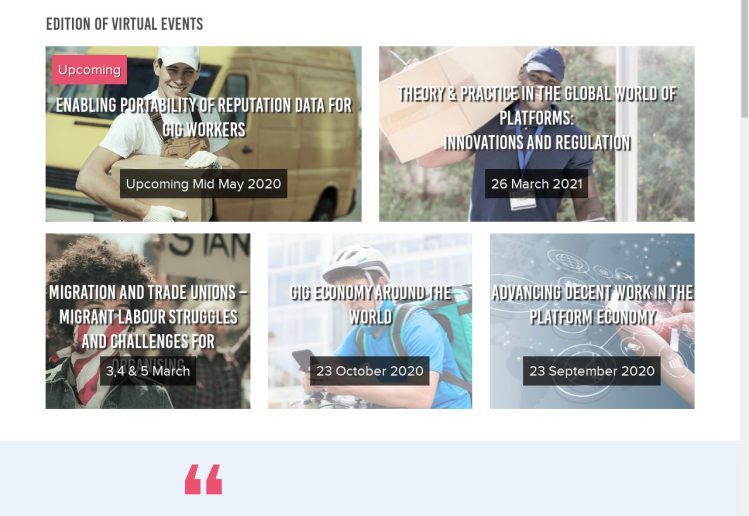 EDITION OF VIRTUAL EVENTS
Upcoming
ENABLING PORTABILITY OF REPUTATION DATA FOR
GIG WORKERS
Upcoming Mid May 2020
THEORY & PRACTICE IN THE GLOBAL WORLD OF
PLATFORMS:
INNOVATIONS AND REGULATION
26 March 2021
STAN
MIGRATION AND TRADE UNIONS –
MIGRANT LABOUR STRUGGLES
AND CHALLENGES FOR
ORGANISING
3,4 & 5 March
GIG ECONOMY AROUND THE
WORLD
23 October 2020
ADVANCING DECENT WORK IN THE
PLATFORM ECONOMY
23 September 2020
“